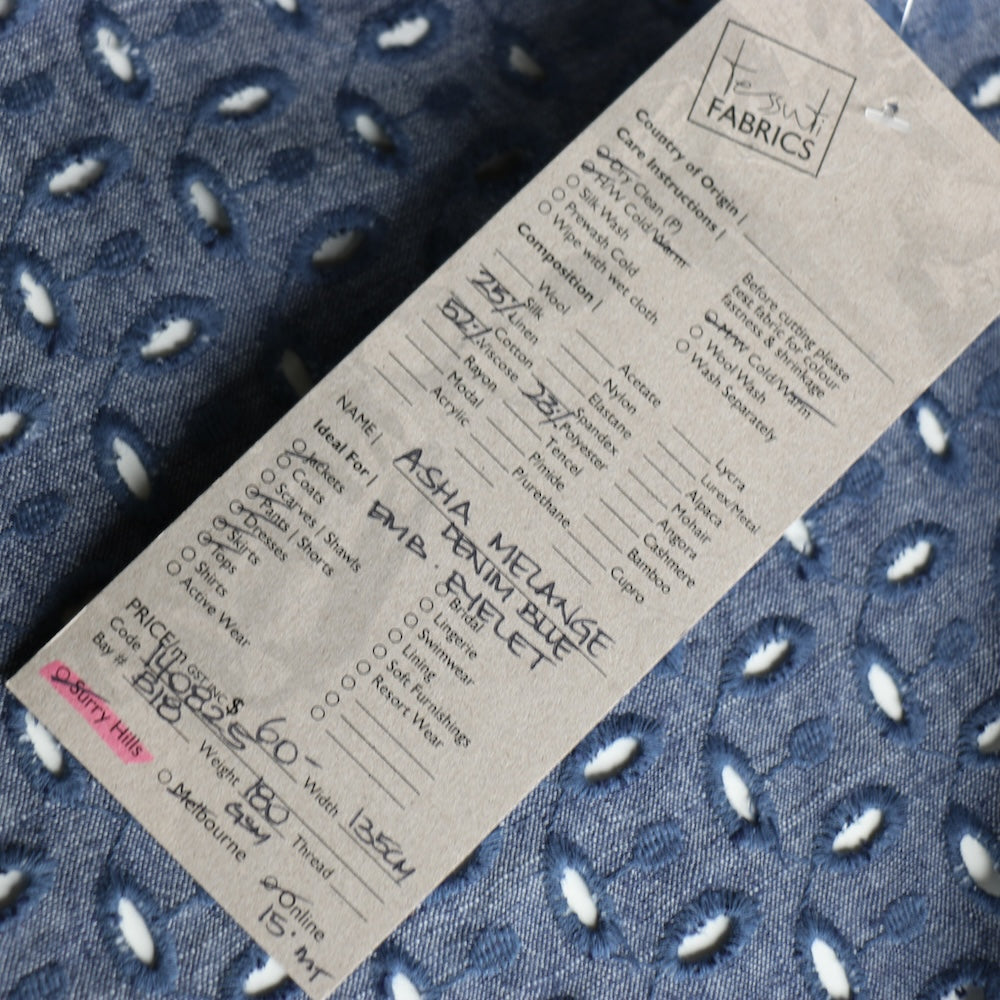 tessuti
FABRICS
Country of Origin |
Care Instructions |
Dry Clean (P)
H/W Cold/Warm
Silk Wash
Prewash Cold
Wipe with wet cloth
Before cutting please
test fabric for colour
fastness & shrinkage
Cold/Warm
Wool Wash
Wash Separately
Composition |
Wool
Silk
25% Linen
52% Cotton
Viscose
Rayon
Modal
Acrylic
Acetate
Nylon
Elastane
Spandex
23% Polyester
Tencel
P/mide
P/urethane
Lycra
Lurex/Metal
Alpaca
Mohair
Angora
Cashmere
Bamboo
Cupro
NAME | ASHA MELANGE
DENIM BLUE
EMB. EYELET
Ideal For |
Jackets
Coats
Scarves | Shawls
Pants | Shorts
Dresses
Skirts
Tops
Shirts
Active Wear
Bridal
Lingerie
Swimwear
Lining
Soft Furnishings
Resort Wear
PRICE/m GST INC $ 60-
Code
Bay # B18
Weight 180 GSM
Width 135CM
Thread
Surry Hills
Melbourne
Online
15. MT